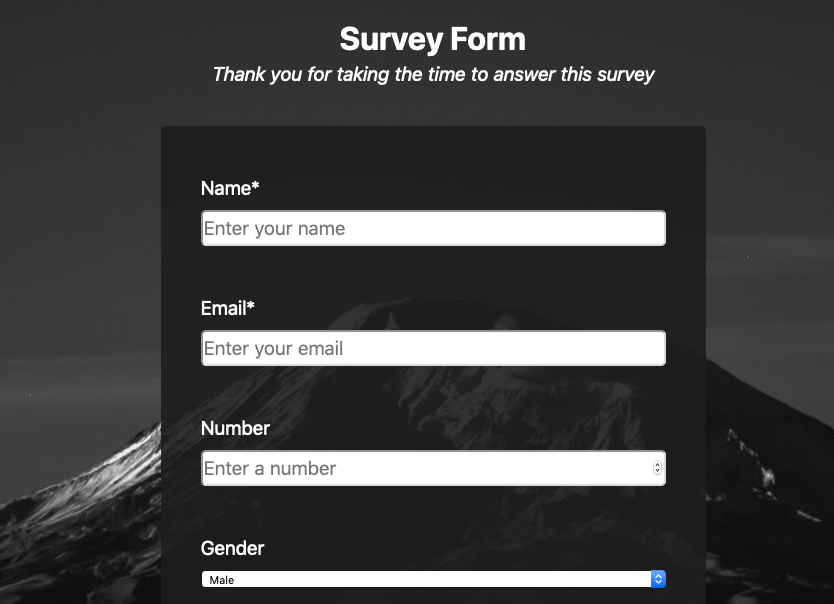 Survey Form
Thank you for taking the time to answer this survey
Name*
Enter your name
Email*
Enter your email
Number
Enter a number
Gender
Male